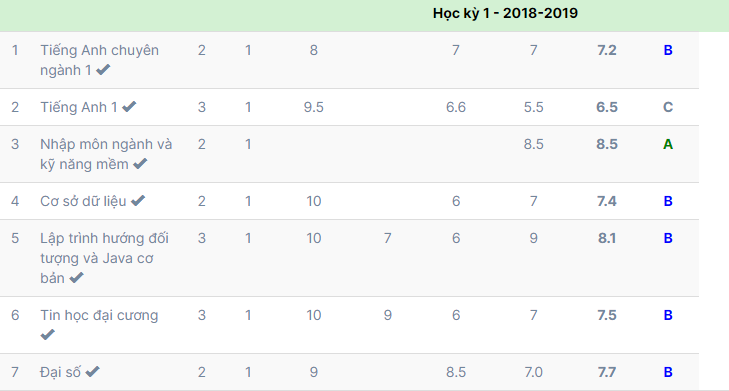 Học kỳ 1 - 2018-2019
1 Tiếng Anh chuyên 2 1 8 7 7 7.2 B
ngành 1 ✔
2 Tiếng Anh 1 ✔ 3 1 9.5 6.6 5.5 6.5 C
3 Nhập môn ngành và 2 1 8.5 8.5 A
kỹ năng mềm ✔
4 Cơ sở dữ liệu ✔ 2 1 10 6 7 7.4 B
5 Lập trình hướng đối 3 1 10 7 6 9 8.1 B
tượng và Java cơ
bản ✔
6 Tin học đại cương 3 1 10 9 6 7 7.5 B
✔
7 Đại số ✔ 2 1 9 8.5 7.0 7.7 B